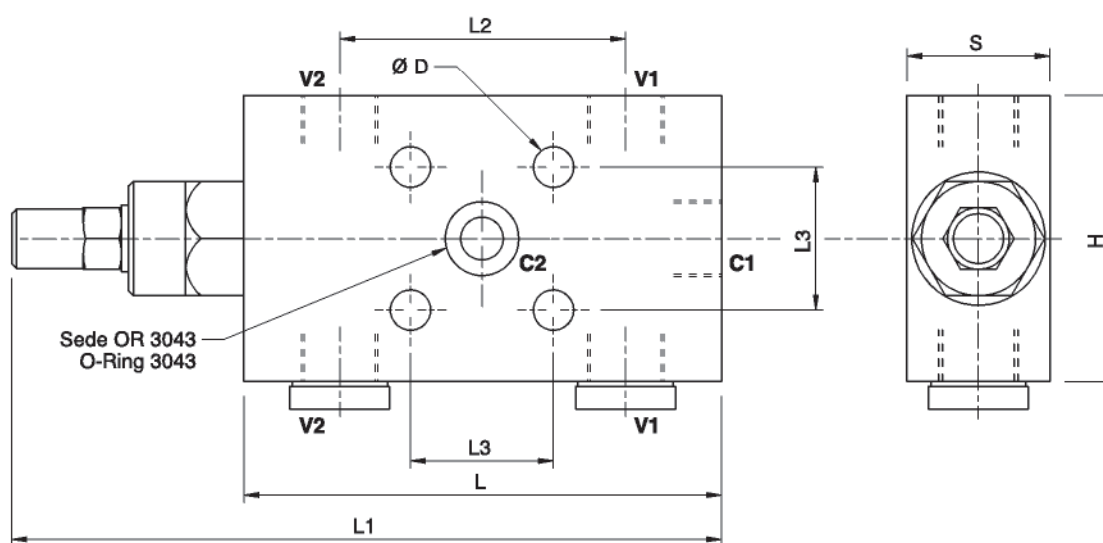 L2
S
V2
Ø D
V1
L3
H
C2
C1
Sede OR 3043
O-Ring 3043
V2
V1
L3
L
L1